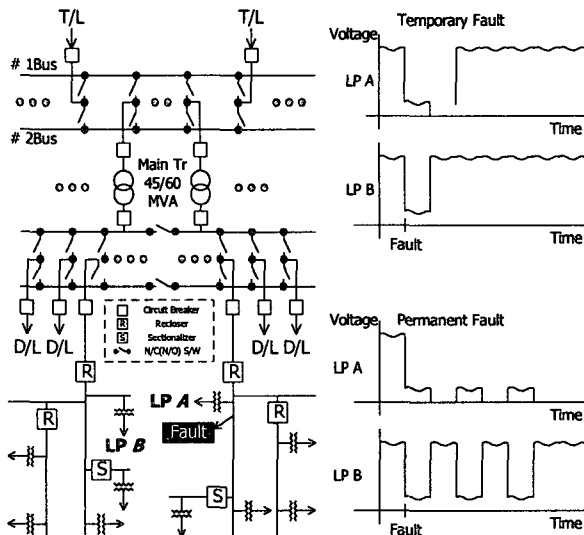 T/L
T/L
# 1Bus
# 2Bus
Main Tr
45/60
MVA
Circuit Breaker
R Recloser
S Sectionalizer
N/C(N/O) S/W
D/L
D/L
D/L
D/L
R
R
LP A
R
R
Fault
LP B
S
S
Temporary Fault
Voltage
LP A
Time
LP B
Fault
Time
Voltage
Permanent Fault
LP A
Time
LP B
Fault
Time